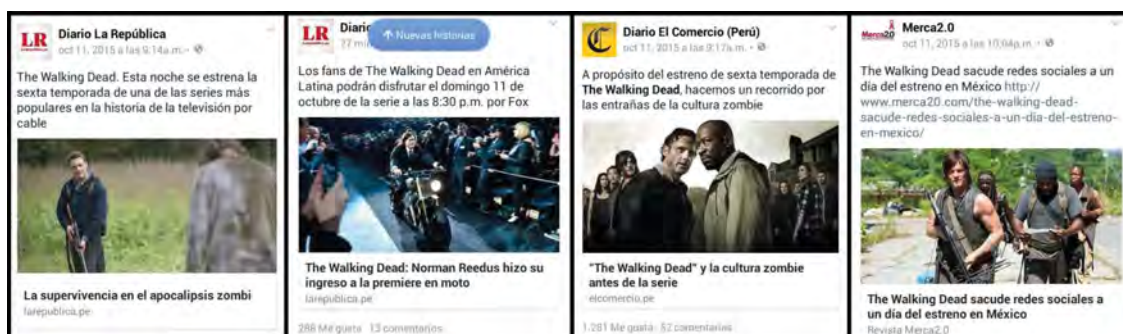 LR
Diario La República
oct 11, 2015 a las 9:14a.m. •
The Walking Dead. Esta noche se estrena la
sexta temporada de una de las series más
populares en la historia de la televisión por
cable
La supervivencia en el apocalipsis zombi
larepublica.pe
LR
Diario
↑ Nuevas historias
Los fans de The Walking Dead en América
Latina podrán disfrutar el domingo 11 de
octubre de la serie a las 8:30 p.m. por Fox
The Walking Dead: Norman Reedus hizo su
ingreso a la premiere en moto
larepublica.pe
288 Me gusta · 13 comentarios
C
Diario El Comercio (Perú)
oct 11, 2015 a las 9:17a.m. •
A propósito del estreno de sexta temporada de
The Walking Dead, hacemos un recorrido por
las entrañas de la cultura zombie
"The Walking Dead" y la cultura zombie
antes de la serie
elcomercio.pe
1.281 Me gusta · 52 comentarios
Merca2.0
Merca2.0
oct 11, 2015 a las 10:04p.m. •
The Walking Dead sacude redes sociales a un
día del estreno en México http://
www.merca20.com/the-walking-dead-
sacude-redes-sociales-a-un-dia-del-estreno-
en-mexico/
The Walking Dead sacude redes sociales a
un día del estreno en México
Revista Merca2.0